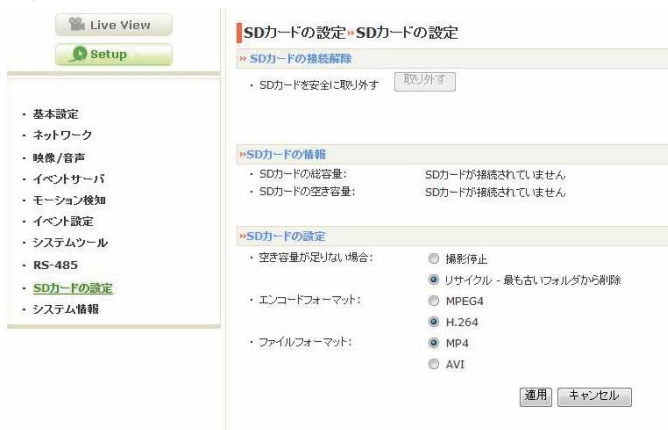 Live View
Setup
・ 基本設定
・ ネットワーク
・ 映像/音声
・ イベントサーバ
・ モーション検知
・ イベント設定
・ システムツール
・ RS-485
・ SDカードの設定
・ システム情報
SDカードの設定»SDカードの設定
» SDカードの接続解除
・ SDカードを安全に取り外す 取り外す
»SDカードの情報
・ SDカードの総容量: SDカードが接続されていません
・ SDカードの空き容量: SDカードが接続されていません
»SDカードの設定
・ 空き容量が足りない場合: 撮影停止
リサイクル - 最も古いフォルダから削除
・ エンコードフォーマット: MPEG4
H.264
・ ファイルフォーマット: MP4
AVI
適用 キャンセル